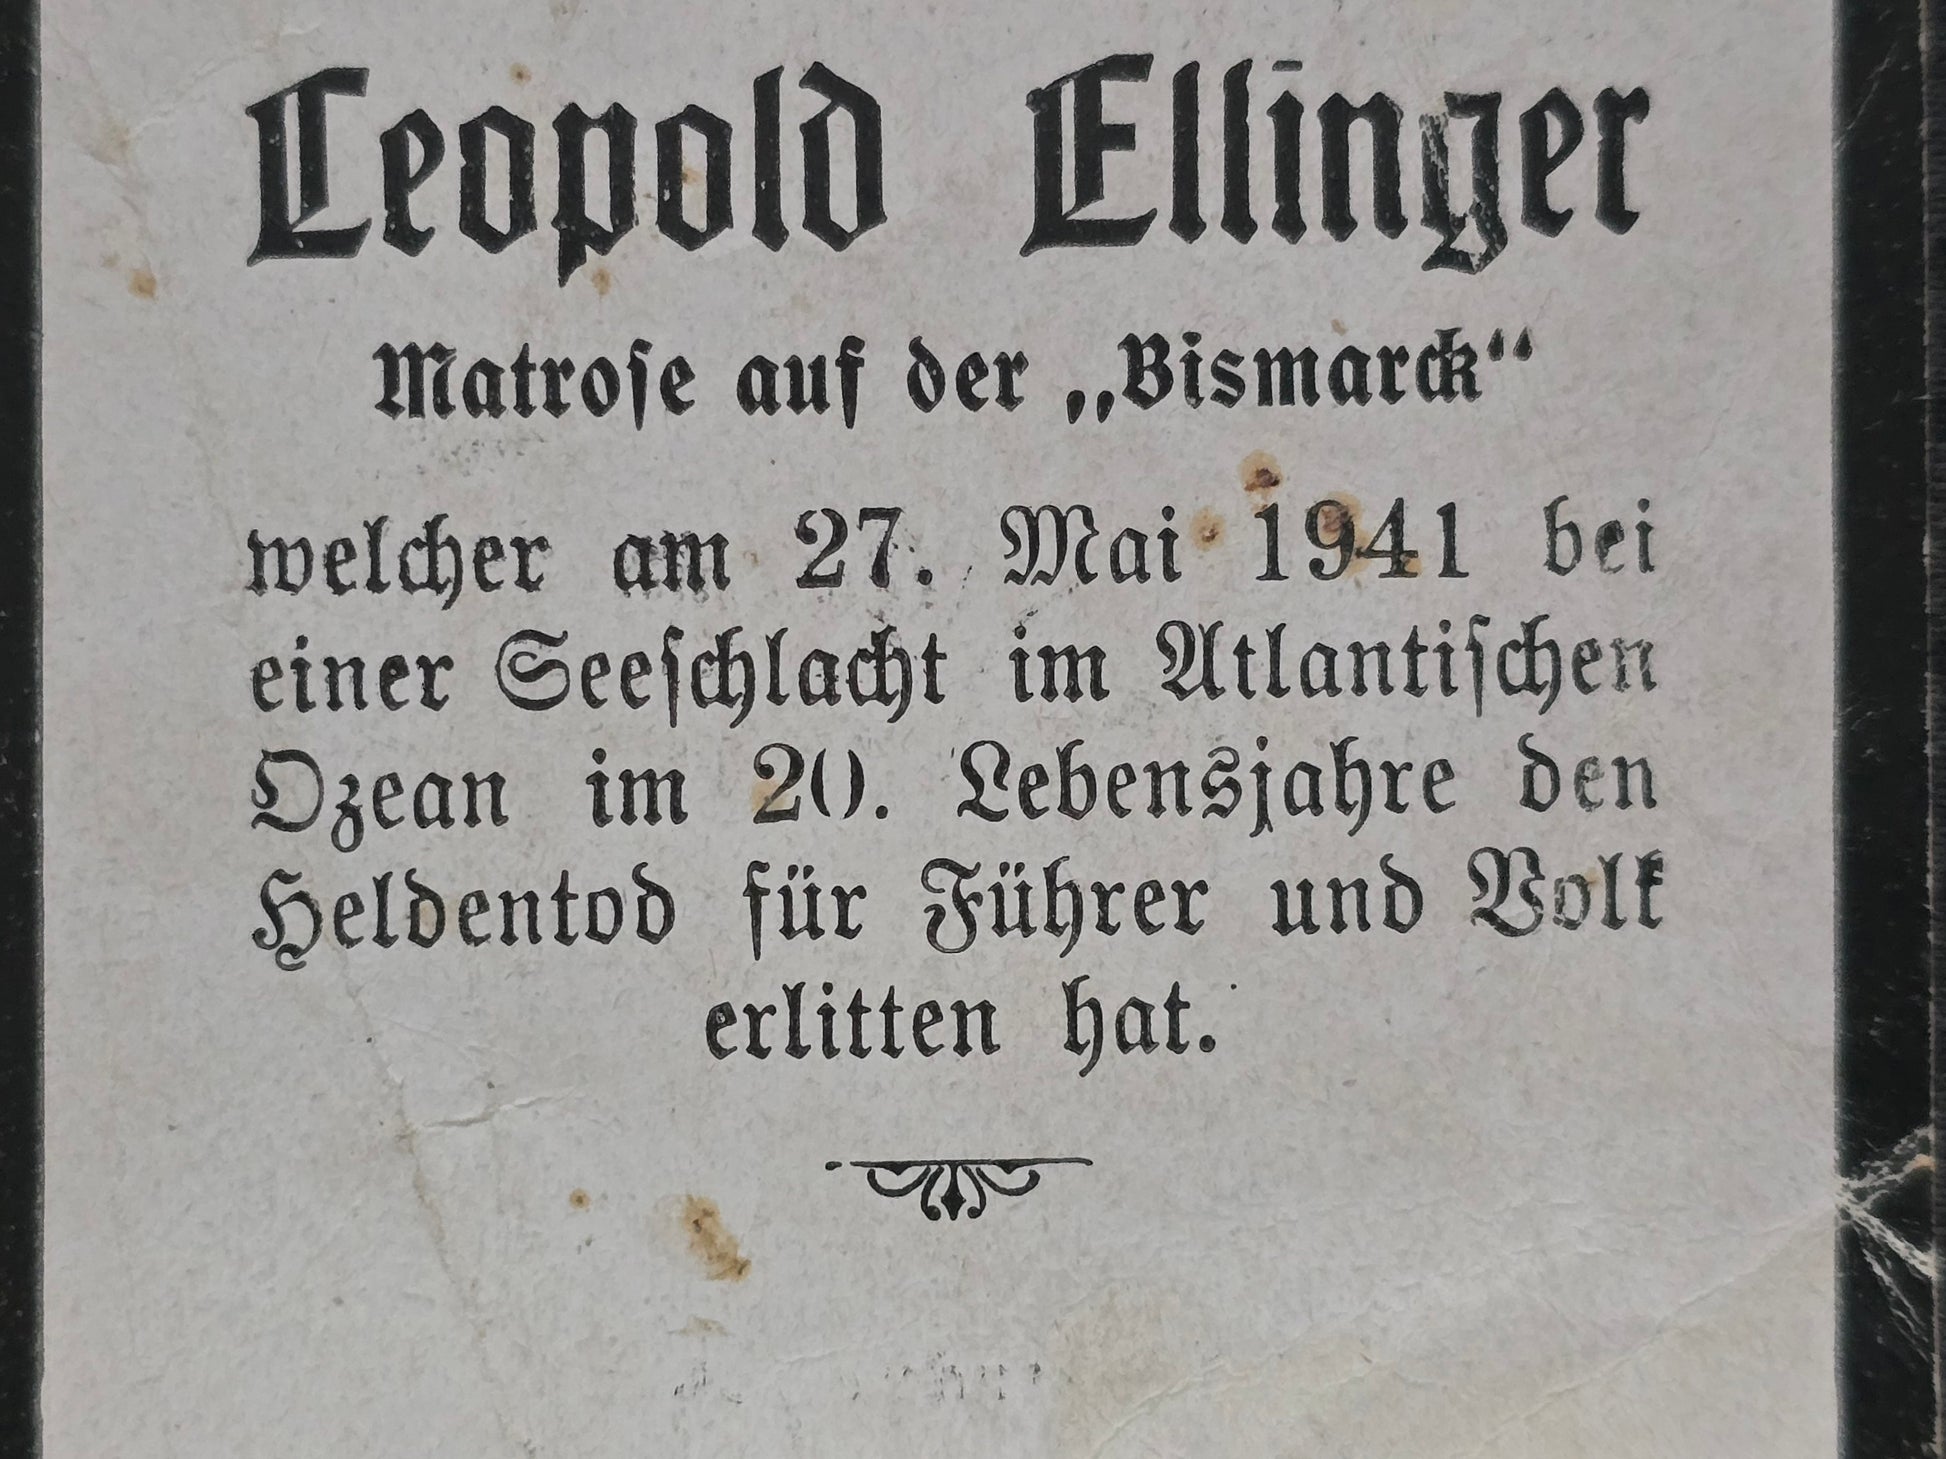 Leopold Ellinger
Matrose auf der „Bismarck“
welcher am 27. Mai 1941 bei
einer Seeſchlacht im Atlantiſchen
Ozean im 20. Lebensjahre den
Heldentod für Führer und Volk
erlitten hat.